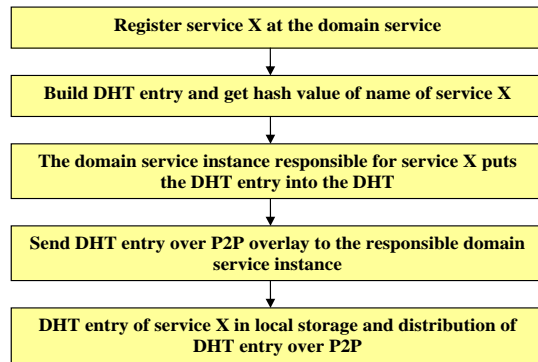 Register service X at the domain service
Build DHT entry and get hash value of name of service X
The domain service instance responsible for service X puts
the DHT entry into the DHT
Send DHT entry over P2P overlay to the responsible domain
service instance
DHT entry of service X in local storage and distribution of
DHT entry over P2P